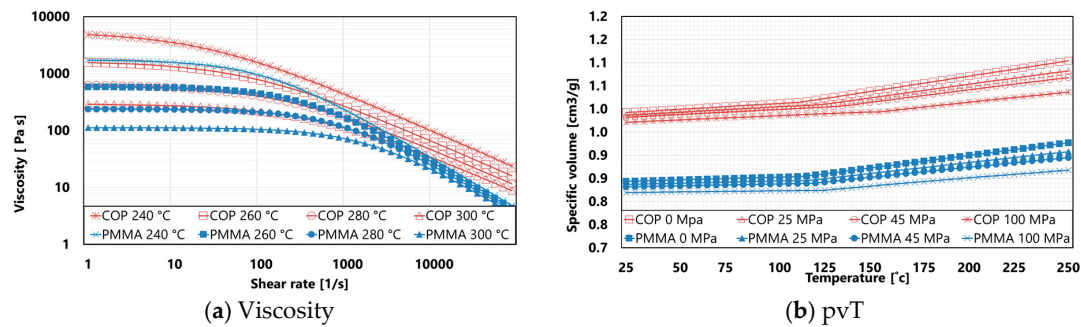 10000
1000
100
10
1
Viscosity [ Pa s]
COP 240 °C COP 260 °C COP 280 °C COP 300 °C
PMMA 240 °C PMMA 260 °C PMMA 280 °C PMMA 300 °C
1 10 100 1000 10000
Shear rate [1/s]
(a) Viscosity
1.2
1.2
1.1
1.1
1.0
1.0
0.9
0.9
0.8
0.8
0.7
Specific volume [cm3/g]
COP 0 Mpa COP 25 MPa COP 45 MPa COP 100 MPa
PMMA 0 MPa PMMA 25 MPa PMMA 45 MPa PMMA 100 MPa
25 50 75 100 125 150 175 200 225 250
Temperature [°c]
(b) pvT